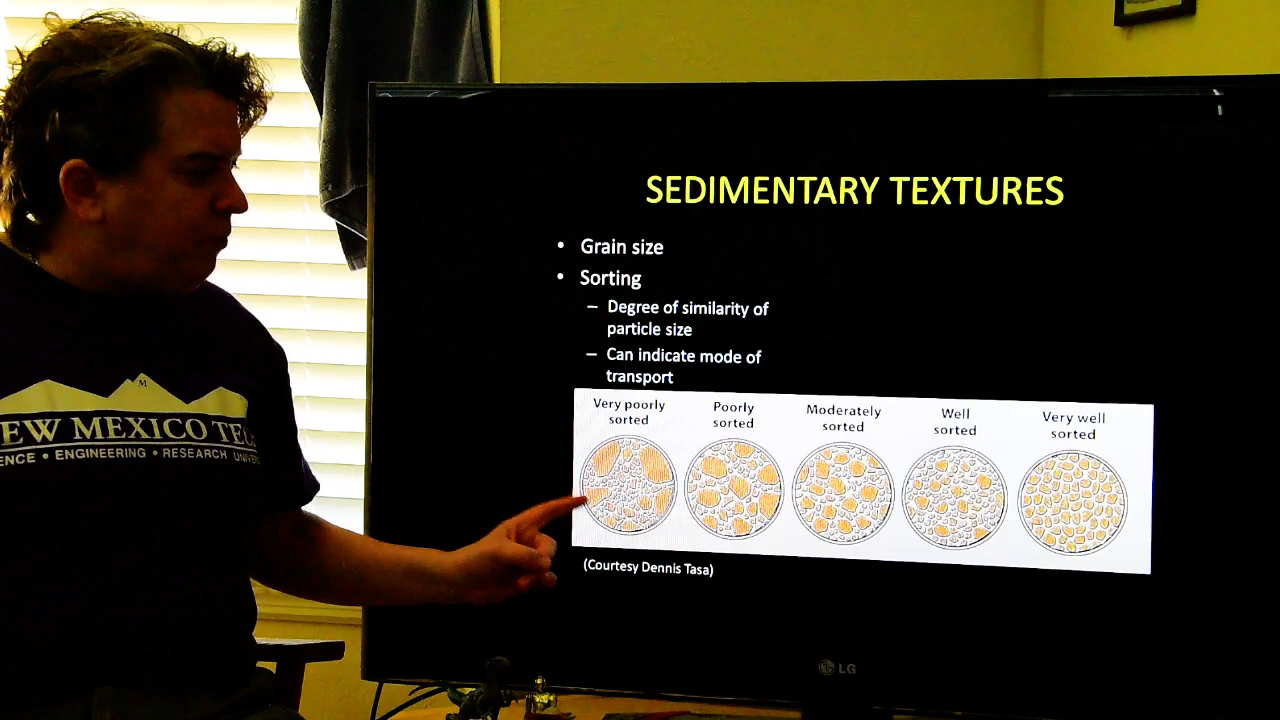 SEDIMENTARY TEXTURES
• Grain size
• Sorting
– Degree of similarity of
particle size
– Can indicate mode of
transport
Very poorly
sorted
Poorly
sorted
Moderately
sorted
Well
sorted
Very well
sorted
(Courtesy Dennis Tasa)
LG
M
EW MEXICO TE
ENCE • ENGINEERING • RESEARCH UNIVE